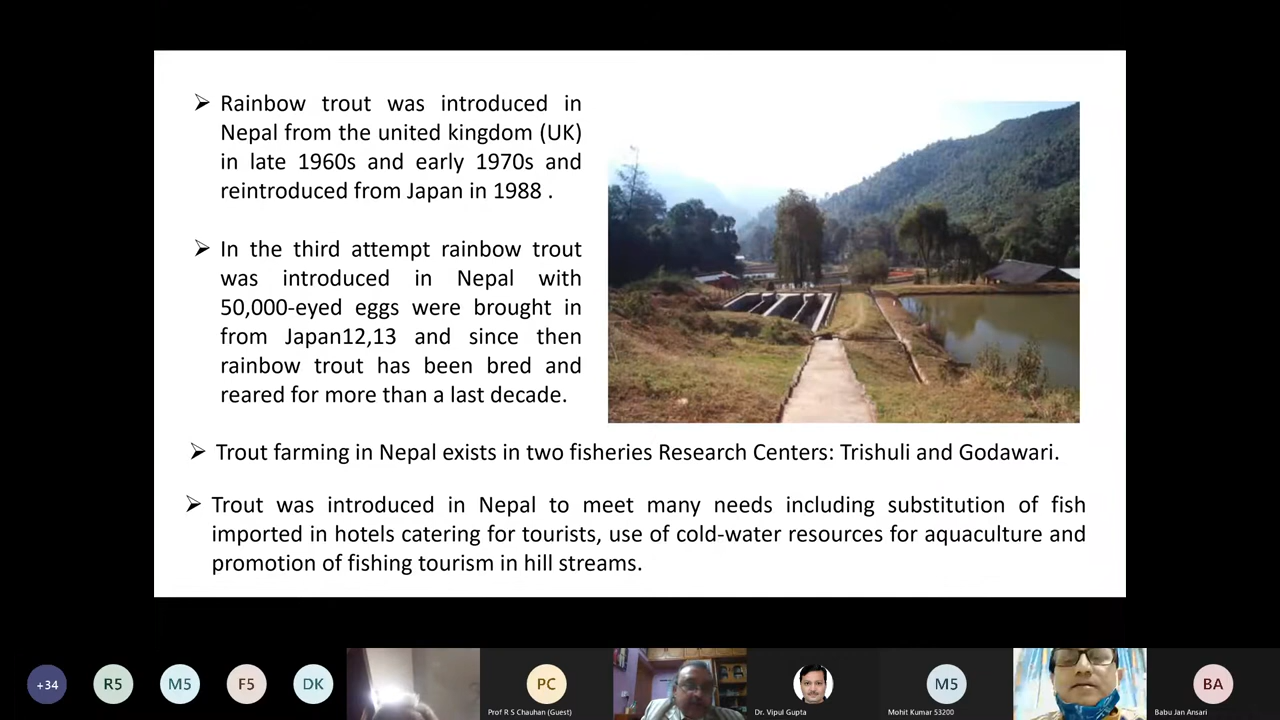 ➢ Rainbow trout was introduced in
Nepal from the united kingdom (UK)
in late 1960s and early 1970s and
reintroduced from Japan in 1988 .
➢ In the third attempt rainbow trout
was introduced in Nepal with
50,000-eyed eggs were brought in
from Japan12,13 and since then
rainbow trout has been bred and
reared for more than a last decade.
➢ Trout farming in Nepal exists in two fisheries Research Centers: Trishuli and Godawari.
➢ Trout was introduced in Nepal to meet many needs including substitution of fish
imported in hotels catering for tourists, use of cold-water resources for aquaculture and
promotion of fishing tourism in hill streams.
+34
R5
M5
F5
DK
PC
Prof R S Chauhan (Guest)
Dr. Vipul Gupta
M5
Mohit Kumar 53200
BA
Babu Jan Ansari